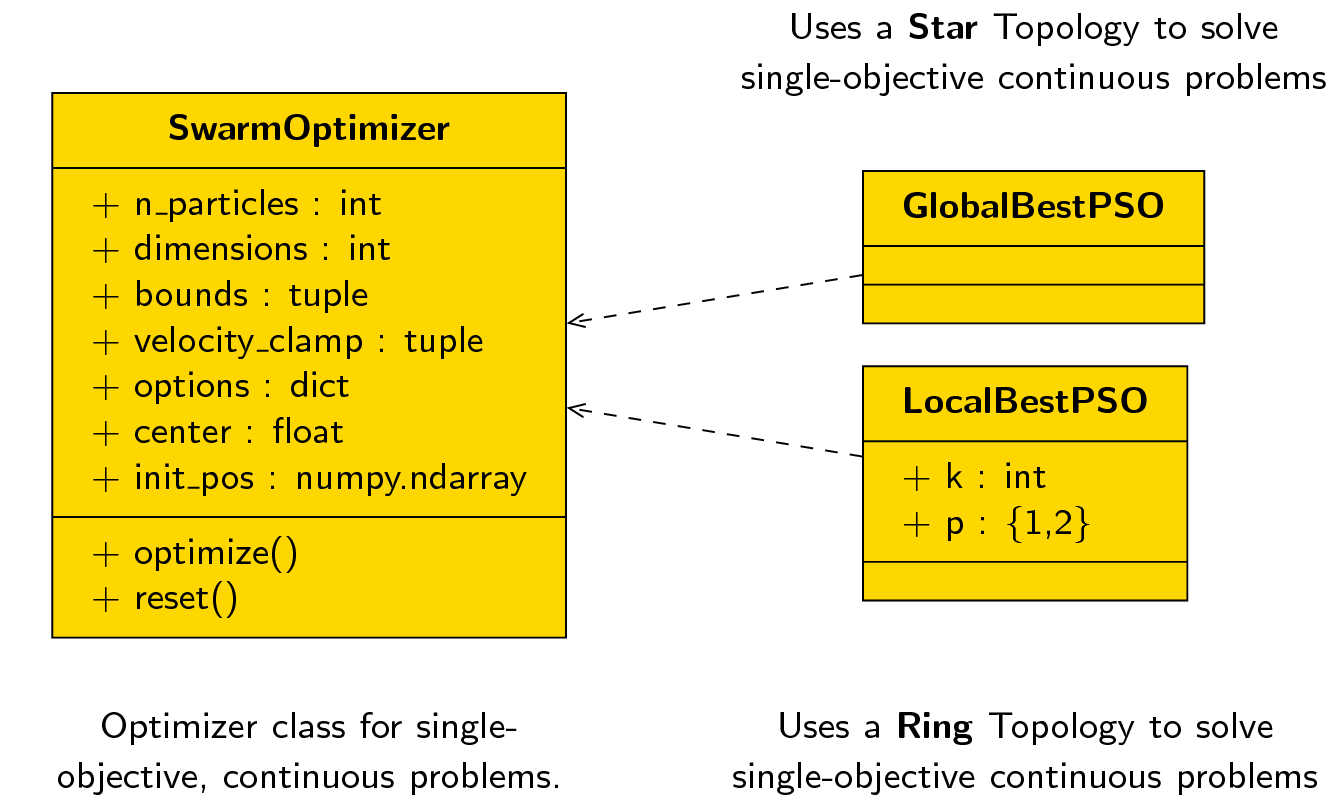 Uses a Star Topology to solve
single-objective continuous problems
SwarmOptimizer
+ n_particles : int
+ dimensions : int
+ bounds : tuple
+ velocity_clamp : tuple
+ options : dict
+ center : float
+ init_pos : numpy.ndarray
+ optimize()
+ reset()
GlobalBestPSO
LocalBestPSO
+ k : int
+ p : {1,2}
Optimizer class for single-
objective, continuous problems.
Uses a Ring Topology to solve
single-objective continuous problems